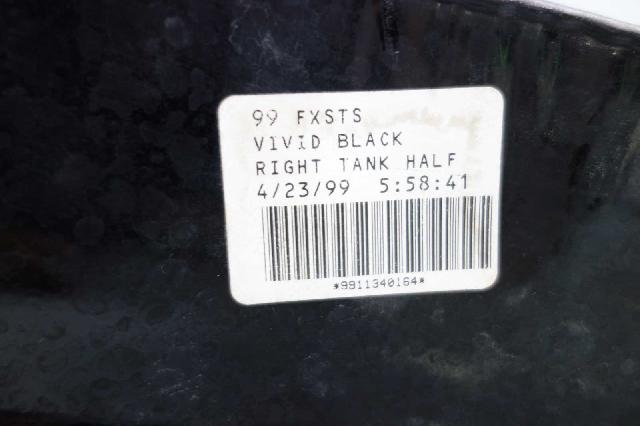 99 FXSTS
VIVID BLACK
RIGHT TANK HALF
4/23/99 5:58:41
*9911340164*